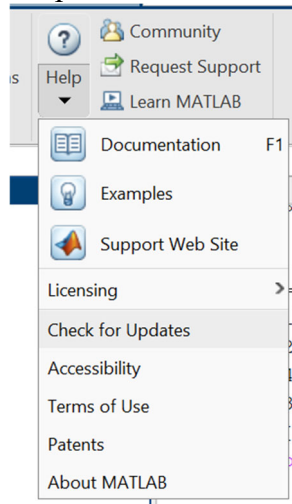 Community
Request Support
Help
Learn MATLAB
Documentation F1
Examples
Support Web Site
Licensing
Check for Updates
Accessibility
Terms of Use
Patents
About MATLAB